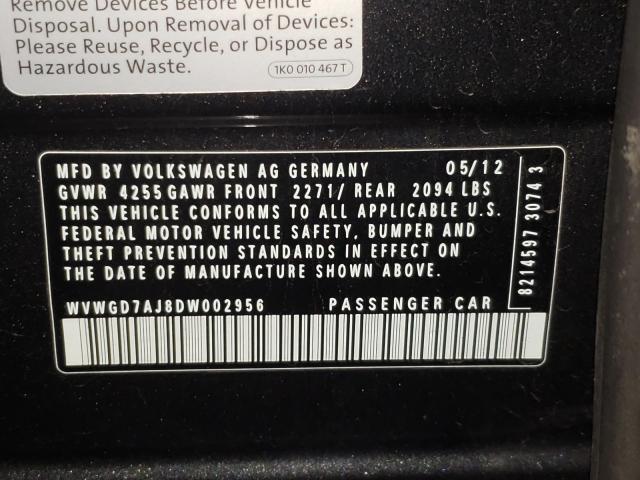 Remove Devices Before Vehicle
Disposal. Upon Removal of Devices:
Please Reuse, Recycle, or Dispose as
Hazardous Waste.
1K0 010 467 T
MFD BY VOLKSWAGEN AG GERMANY 05/12
GVWR 4255 GAWR FRONT 2271/ REAR 2094 LBS
THIS VEHICLE CONFORMS TO ALL APPLICABLE U.S.
FEDERAL MOTOR VEHICLE SAFETY, BUMPER AND
THEFT PREVENTION STANDARDS IN EFFECT ON
THE DATE OF MANUFACTURE SHOWN ABOVE.
WVWGD7AJ8DW002956 PASSENGER CAR
8214597 3074 3